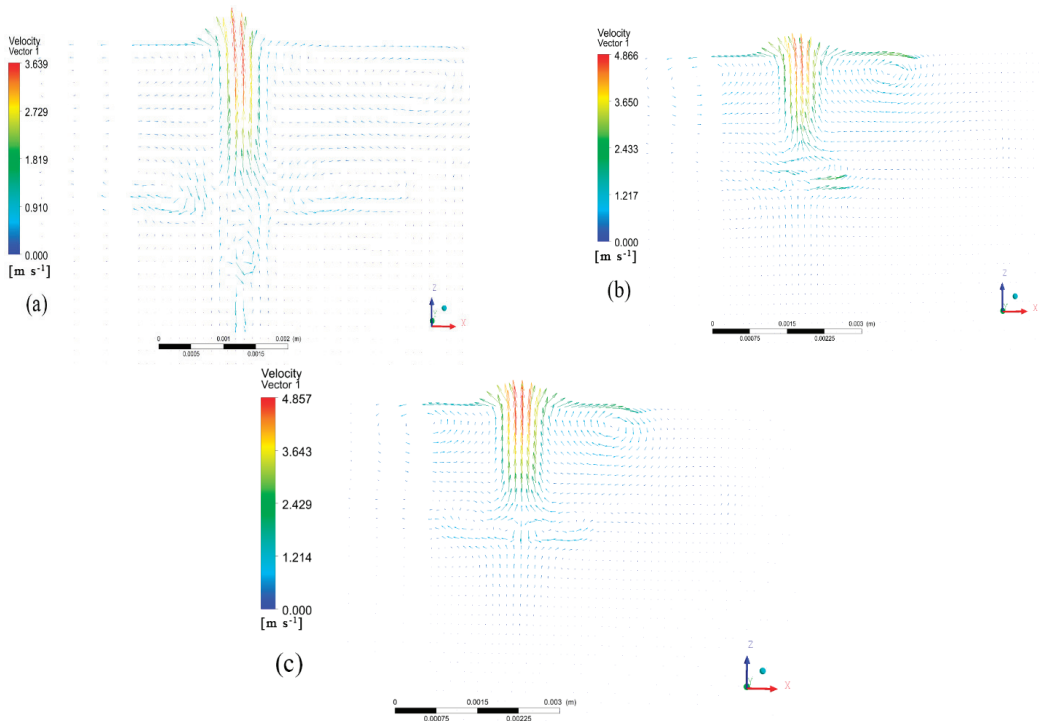 Velocity
Vector 1
3.639
2.729
1.819
0.910
0.000
[m s⁻¹]
(a)
Z
Y
X
0 0.001 0.002 (m)
0.0005 0.0015
Velocity
Vector 1
4.866
3.650
2.433
1.217
0.000
[m s⁻¹]
(b)
Z
Y
X
0 0.0015 0.003 (m)
0.00075 0.00225
Velocity
Vector 1
4.857
3.643
2.429
1.214
0.000
[m s⁻¹]
(c)
Z
Y
X
0 0.0015 0.003 (m)
0.00075 0.00225